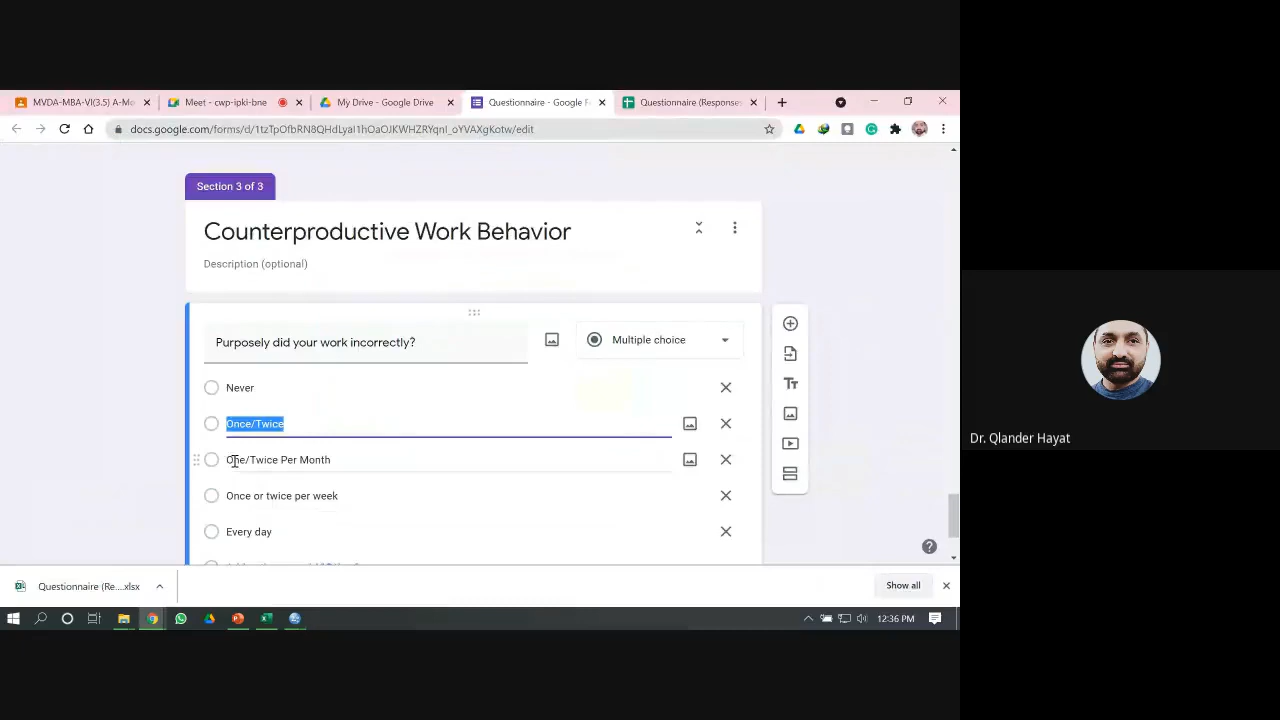 MVDA-MBA-VI(3.5) A-Mo
Meet - cwp-ipki-bne
My Drive - Google Drive
Questionnaire - Google F
Questionnaire (Responses
docs.google.com/forms/d/1tzTpOfbRN8QHdLyaI1hOaOJKWHZRYqnI_oYVAXgKotw/edit
Section 3 of 3
Counterproductive Work Behavior
Description (optional)
Purposely did your work incorrectly?
Multiple choice
Never
Once/Twice
One/Twice Per Month
Once or twice per week
Every day
Dr. Qlander Hayat
Questionnaire (Re....xlsx
Show all
12:36 PM